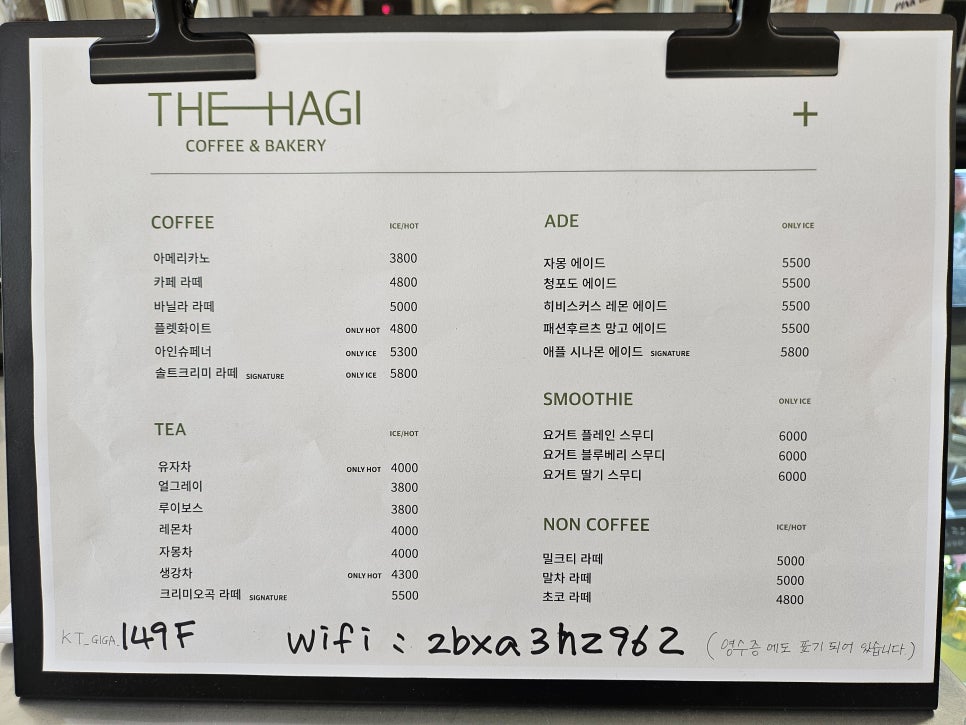 THE HAGI
COFFEE & BAKERY
+
COFFEE ICE/HOT
아메리카노 3800
카페 라떼 4800
바닐라 라떼 5000
플렛화이트 ONLY HOT 4800
아인슈페너 ONLY ICE 5300
솔트크리미 라떼 SIGNATURE ONLY ICE 5800
TEA ICE/HOT
유자차 ONLY HOT 4000
얼그레이 3800
루이보스 3800
레몬차 4000
자몽차 4000
생강차 ONLY HOT 4300
크리미오곡 라떼 SIGNATURE 5500
ADE ONLY ICE
자몽 에이드 5500
청포도 에이드 5500
히비스커스 레몬 에이드 5500
패션후르츠 망고 에이드 5500
애플 시나몬 에이드 SIGNATURE 5800
SMOOTHIE ONLY ICE
요거트 플레인 스무디 6000
요거트 블루베리 스무디 6000
요거트 딸기 스무디 6000
NON COFFEE ICE/HOT
밀크티 라떼 5000
말차 라떼 5000
초코 라떼 4800
KT_GIGA 149F wifi : zbxa3hz962 (영수증에도 표기되어 있습니다.)